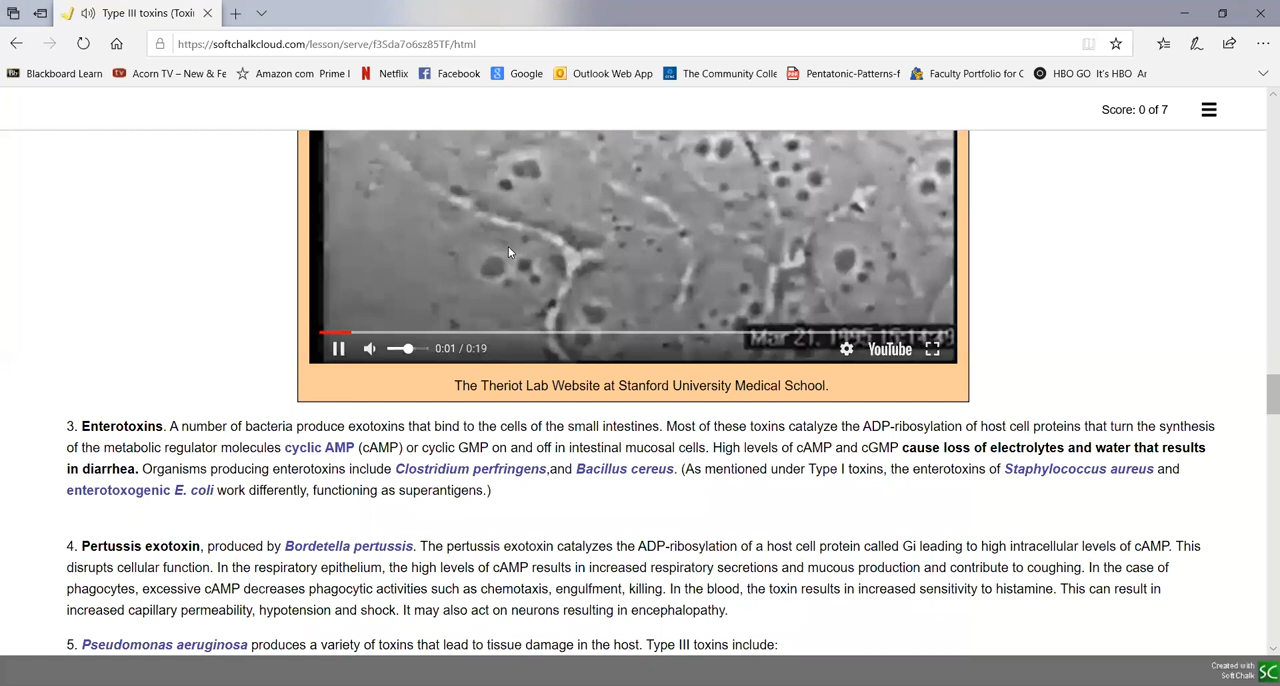 Type III toxins (Toxi
https://softchalkcloud.com/lesson/serve/f3Sda7o6sz85TF/html
Blackboard Learn
Acorn TV – New & Fe
Amazon com Prime I
Netflix
Facebook
Google
Outlook Web App
The Community Colle
Pentatonic-Patterns-f
Faculty Portfolio for C
HBO GO It's HBO Ar
Score: 0 of 7
Mar 21. 1995 15:14:49
0:01 / 0:19
YouTube
The Theriot Lab Website at Stanford University Medical School.
3. Enterotoxins. A number of bacteria produce exotoxins that bind to the cells of the small intestines. Most of these toxins catalyze the ADP-ribosylation of host cell proteins that turn the synthesis
of the metabolic regulator molecules cyclic AMP (cAMP) or cyclic GMP on and off in intestinal mucosal cells. High levels of cAMP and cGMP cause loss of electrolytes and water that results
in diarrhea. Organisms producing enterotoxins include Clostridium perfringens,and Bacillus cereus. (As mentioned under Type I toxins, the enterotoxins of Staphylococcus aureus and
enterotoxogenic E. coli work differently, functioning as superantigens.)
4. Pertussis exotoxin, produced by Bordetella pertussis. The pertussis exotoxin catalyzes the ADP-ribosylation of a host cell protein called Gi leading to high intracellular levels of cAMP. This
disrupts cellular function. In the respiratory epithelium, the high levels of cAMP results in increased respiratory secretions and mucous production and contribute to coughing. In the case of
phagocytes, excessive cAMP decreases phagocytic activities such as chemotaxis, engulfment, killing. In the blood, the toxin results in increased sensitivity to histamine. This can result in
increased capillary permeability, hypotension and shock. It may also act on neurons resulting in encephalopathy.
5. Pseudomonas aeruginosa produces a variety of toxins that lead to tissue damage in the host. Type III toxins include:
Created with
SoftChalk
SC